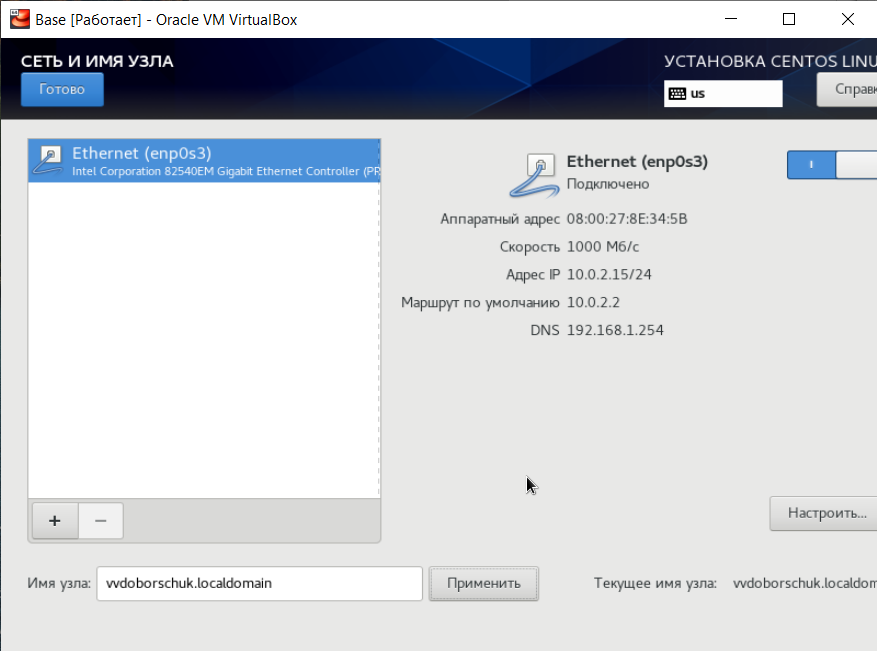 Base [Работает] - Oracle VM VirtualBox
СЕТЬ И ИМЯ УЗЛА
УСТАНОВКА CENTOS LINU
Готово
us
Справк
Ethernet (enp0s3)
Intel Corporation 82540EM Gigabit Ethernet Controller (PR
Ethernet (enp0s3)
Подключено
Аппаратный адрес 08:00:27:8E:34:5B
Скорость 1000 Мб/с
Адрес IP 10.0.2.15/24
Маршрут по умолчанию 10.0.2.2
DNS 192.168.1.254
+ −
Настроить...
Имя узла: vvdoborschuk.localdomain Применить Текущее имя узла: vvdoborschuk.localdom